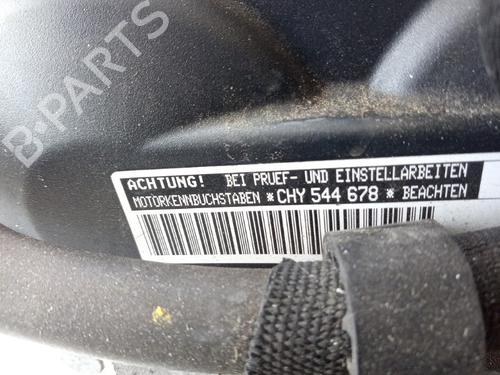 B-PARTS
ACHTUNG! BEI PRUEF- UND EINSTELLARBEITEN
MOTORKENNBUCHSTABEN *CHY 544 678* BEACHTEN